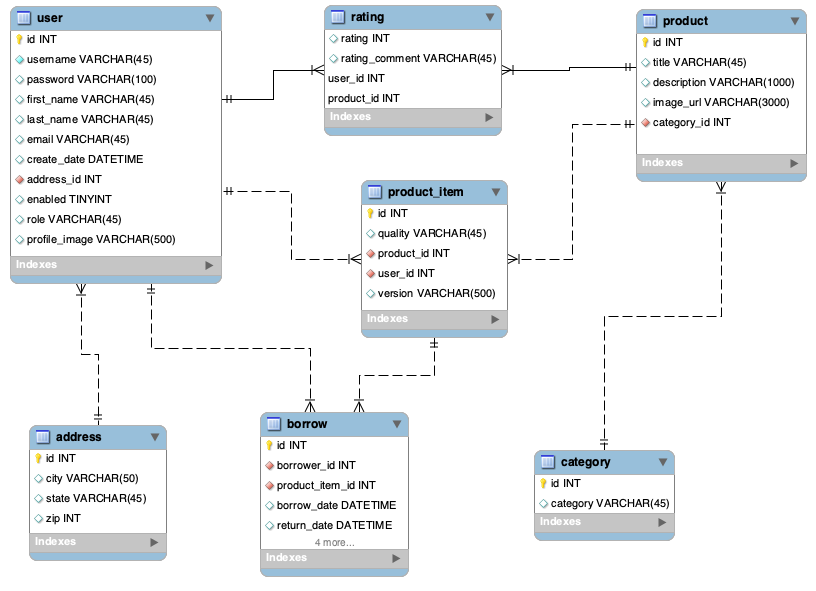 user
id INT
username VARCHAR(45)
password VARCHAR(100)
first_name VARCHAR(45)
last_name VARCHAR(45)
email VARCHAR(45)
create_date DATETIME
address_id INT
enabled TINYINT
role VARCHAR(45)
profile_image VARCHAR(500)
Indexes
rating
rating INT
rating_comment VARCHAR(45)
user_id INT
product_id INT
Indexes
product
id INT
title VARCHAR(45)
description VARCHAR(1000)
image_url VARCHAR(3000)
category_id INT
Indexes
product_item
id INT
quality VARCHAR(45)
product_id INT
user_id INT
version VARCHAR(500)
Indexes
address
id INT
city VARCHAR(50)
state VARCHAR(45)
zip INT
Indexes
borrow
id INT
borrower_id INT
product_item_id INT
borrow_date DATETIME
return_date DATETIME
4 more...
Indexes
category
id INT
category VARCHAR(45)
Indexes